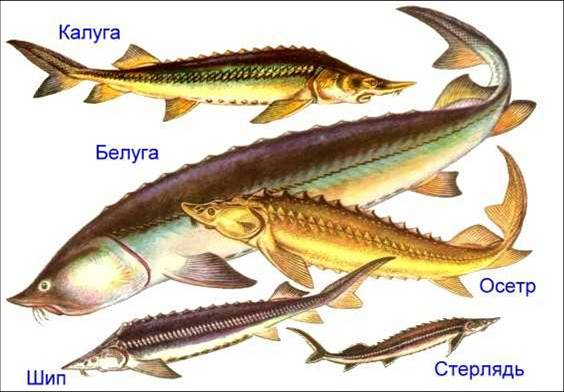 Калуга
Белуга
Осетр
Стерлядь
Шип